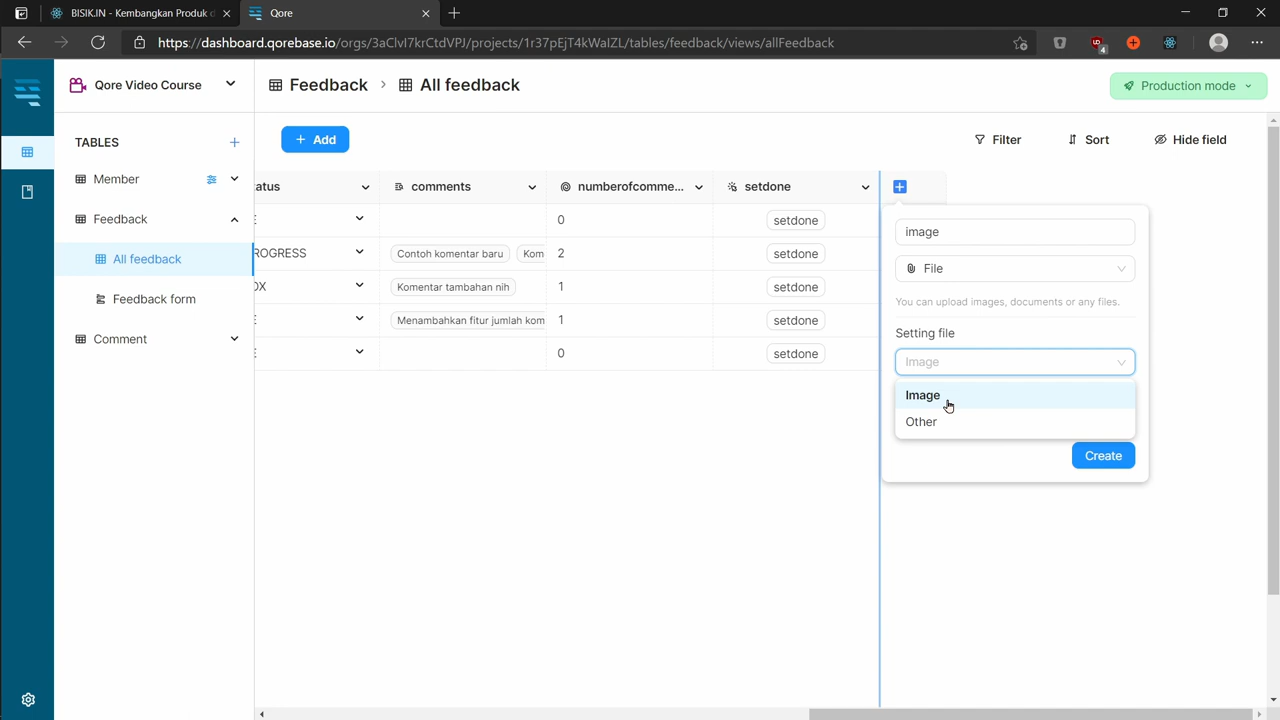 BISIK.IN - Kembangkan Produk d
Qore
https://dashboard.qorebase.io/orgs/3aClvI7krCtdVPJ/projects/1r37pEjT4kWaIZL/tables/feedback/views/allFeedback
4
Qore Video Course
Feedback > All feedback
Production mode
TABLES
+ Add
Filter
Sort
Hide field
Member
Feedback
All feedback
Feedback form
Comment
atus
comments
numberofcomme...
setdone
E
0
setdone
ROGRESS
Contoh komentar baru
Kom
2
setdone
OX
Komentar tambahan nih
1
setdone
E
Menambahkan fitur jumlah kom
1
setdone
E
0
setdone
image
File
You can upload images, documents or any files.
Setting file
Image
Image
Other
Create